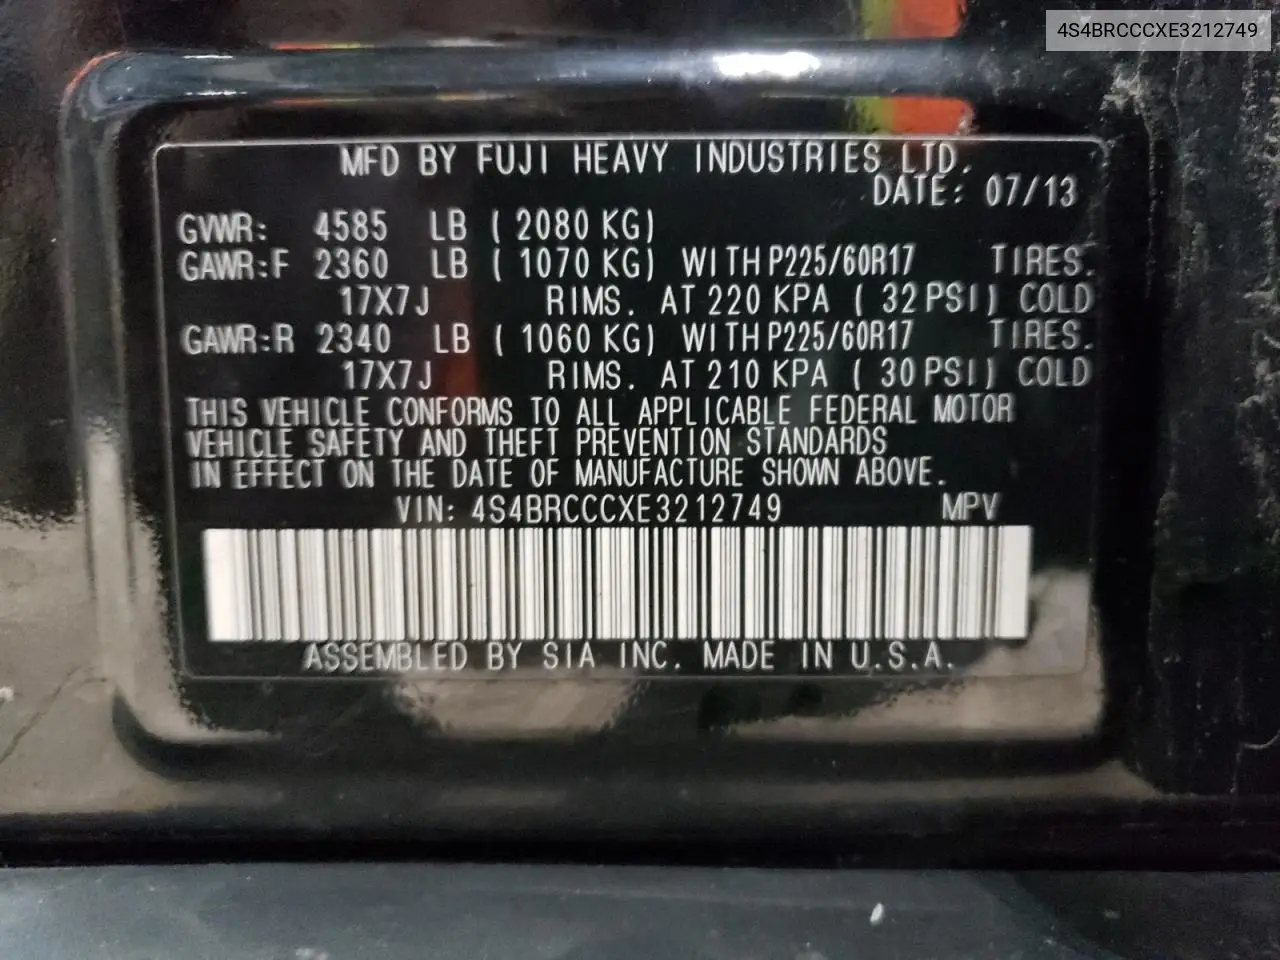 4S4BRCCCXE3212749
MFD BY FUJI HEAVY INDUSTRIES LTD.
DATE: 07/13
GVWR: 4585 LB ( 2080 KG)
GAWR:F 2360 LB ( 1070 KG) WITH P225/60R17 TIRES.
17X7J RIMS. AT 220 KPA ( 32 PSI) COLD
GAWR:R 2340 LB ( 1060 KG) WITH P225/60R17 TIRES.
17X7J RIMS. AT 210 KPA ( 30 PSI) COLD
THIS VEHICLE CONFORMS TO ALL APPLICABLE FEDERAL MOTOR
VEHICLE SAFETY AND THEFT PREVENTION STANDARDS
IN EFFECT ON THE DATE OF MANUFACTURE SHOWN ABOVE.
VIN: 4S4BRCCCXE3212749 MPV
ASSEMBLED BY SIA INC. MADE IN U.S.A.